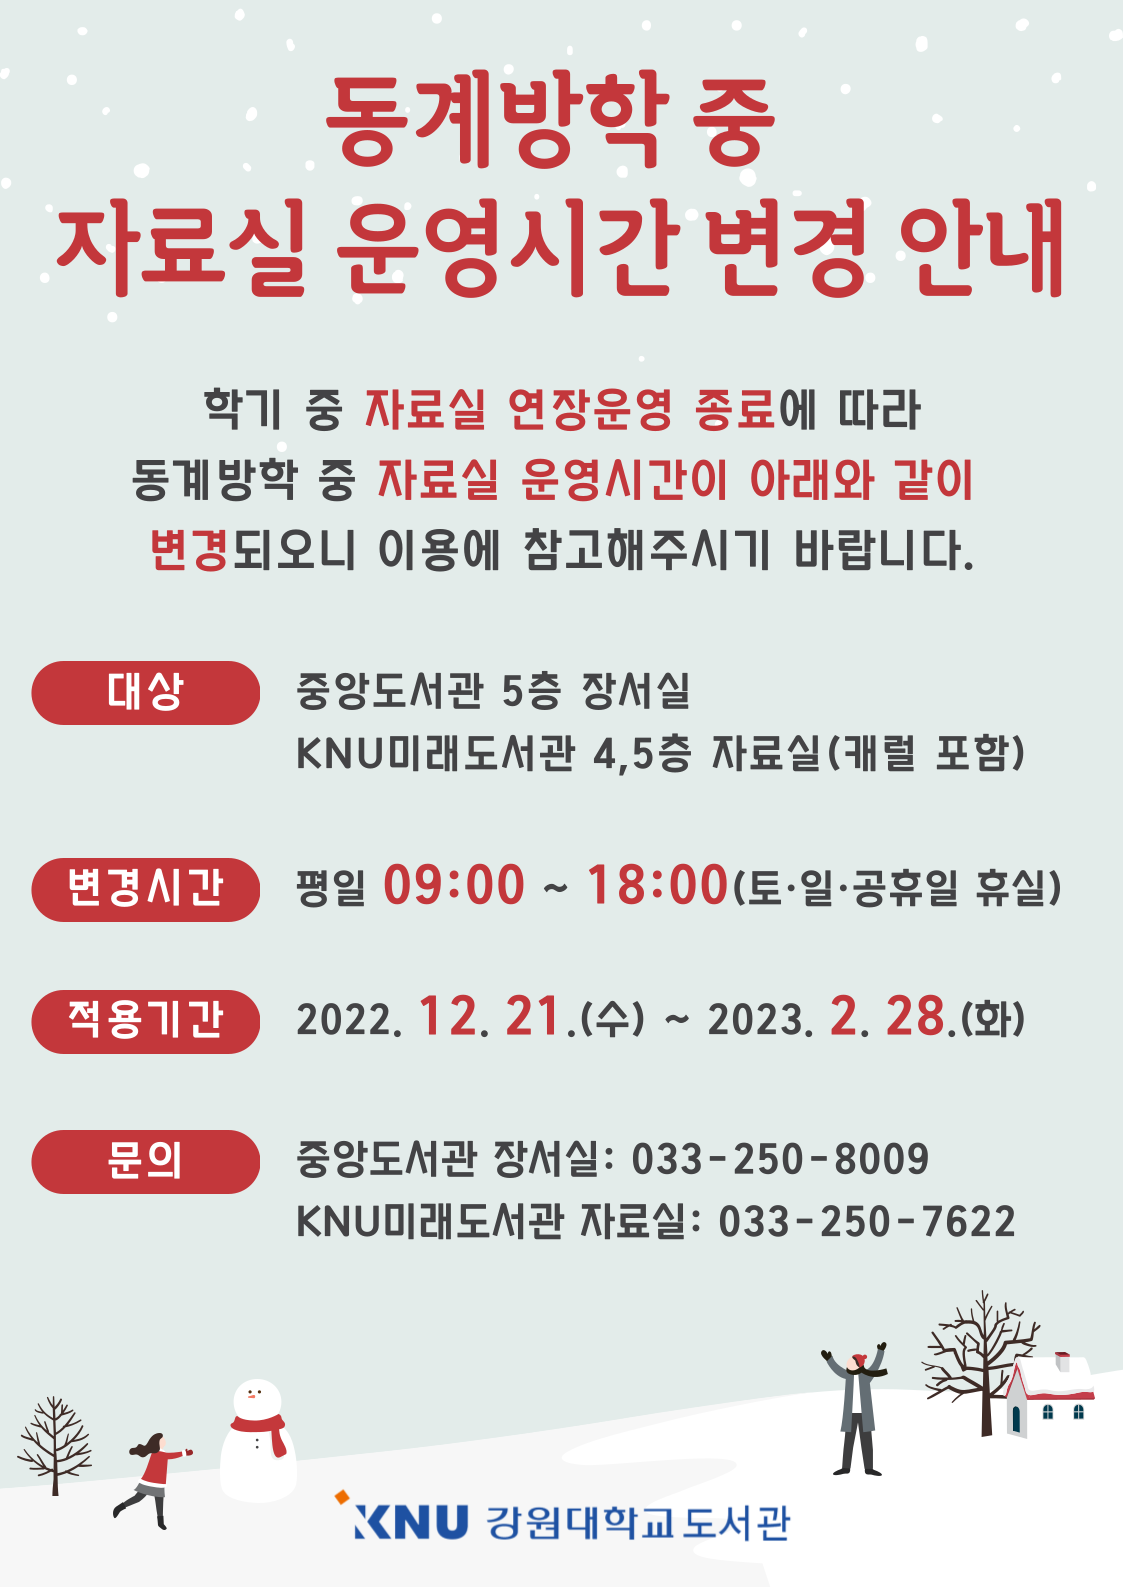 동계방학 중
자료실 운영시간 변경 안내
학기 중 자료실 연장운영 종료에 따라
동계방학 중 자료실 운영시간이 아래와 같이
변경되오니 이용에 참고해주시기 바랍니다.
대상
중앙도서관 5층 장서실
KNU미래도서관 4,5층 자료실(캐럴 포함)
변경시간
평일 09:00 ~ 18:00(토·일·공휴일 휴실)
적용기간
2022. 12. 21.(수) ~ 2023. 2. 28.(화)
문의
중앙도서관 장서실: 033-250-8009
KNU미래도서관 자료실: 033-250-7622
KNU 강원대학교도서관